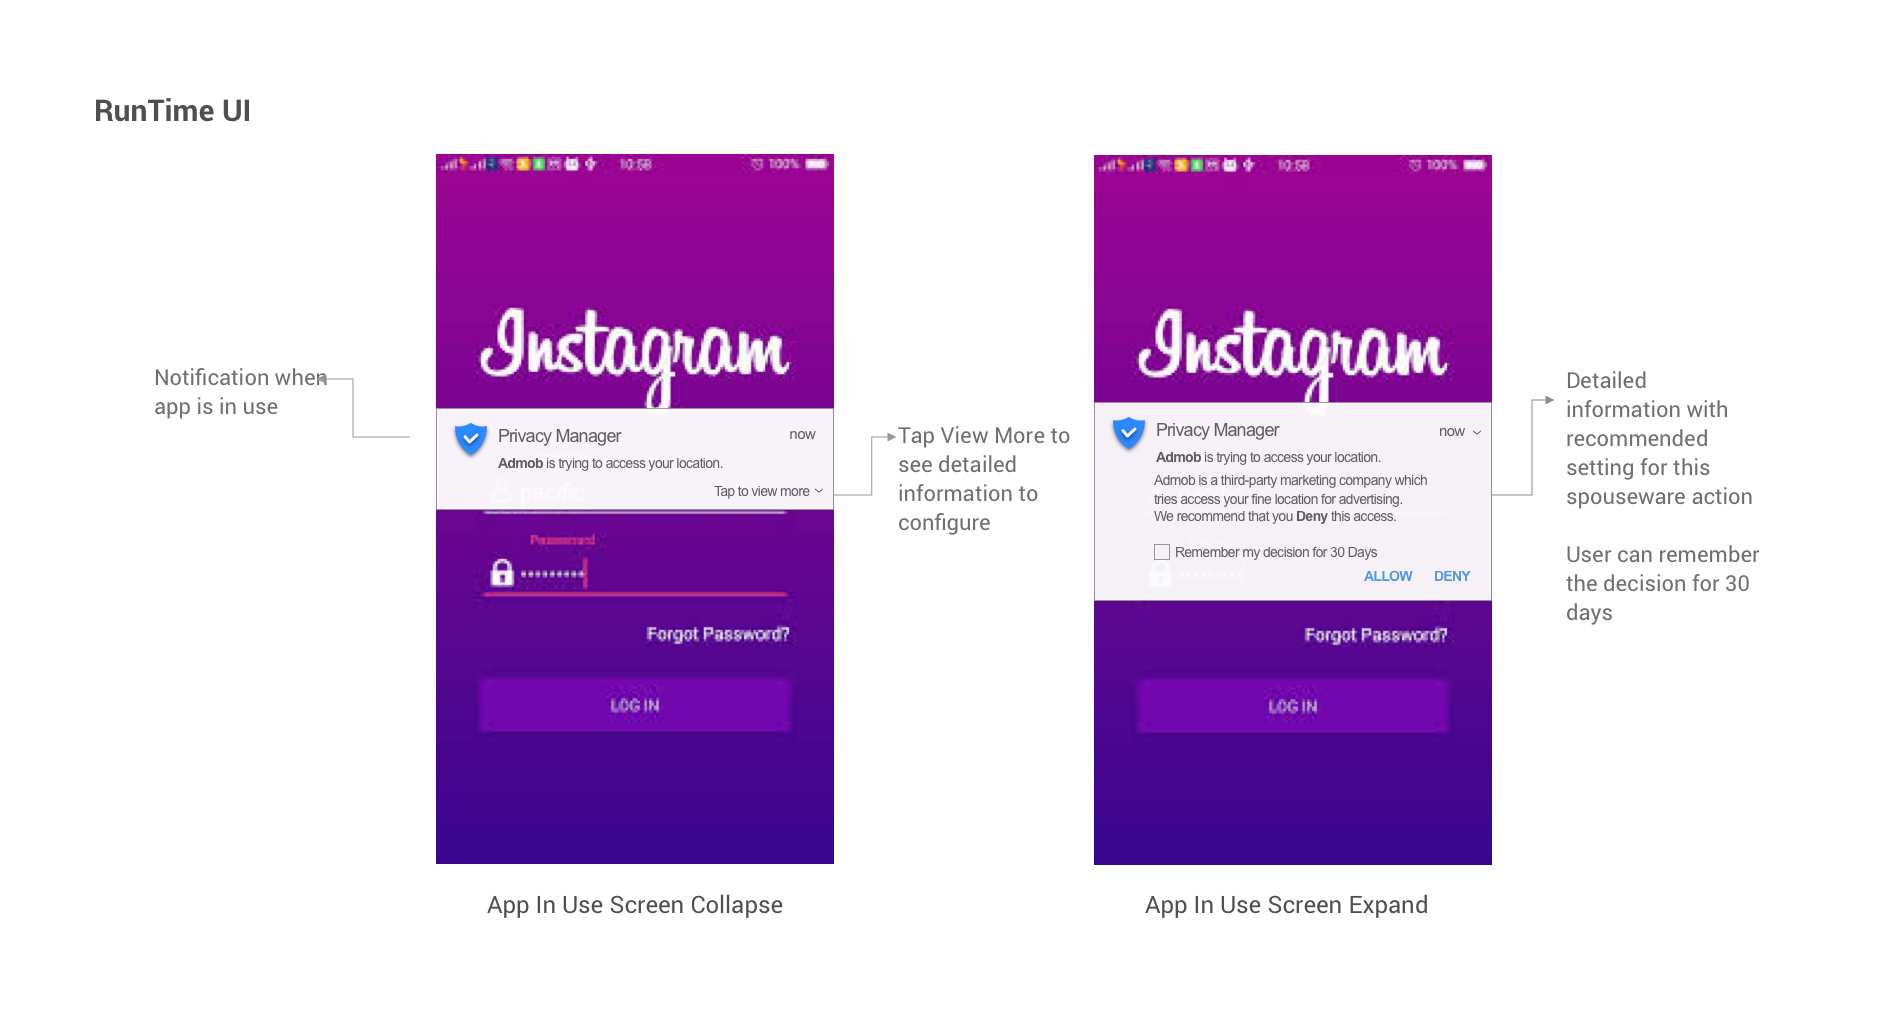 RunTime UI
10:58
100%
Instagram
Notification when
app is in use
Privacy Manager
now
Admob is trying to access your location.
pacific
Tap to view more
Password
Forgot Password?
LOG IN
App In Use Screen Collapse
Tap View More to
see detailed
information to
configure
10:58
100%
Instagram
Privacy Manager
now
Admob is trying to access your location.
Admob is a third-party marketing company which
tries access your fine location for advertising.
We recommend that you Deny this access.
Remember my decision for 30 Days
ALLOW DENY
Forgot Password?
LOG IN
App In Use Screen Expand
Detailed
information with
recommended
setting for this
spouseware action
User can remember
the decision for 30
days